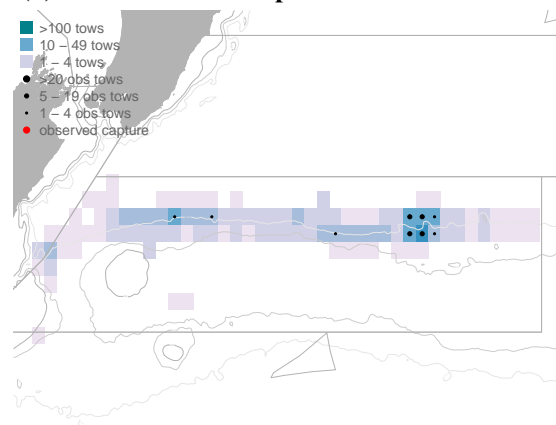 >100 tows
10 – 49 tows
1 – 4 tows
>20 obs tows
5 – 19 obs tows
1 – 4 obs tows
observed capture